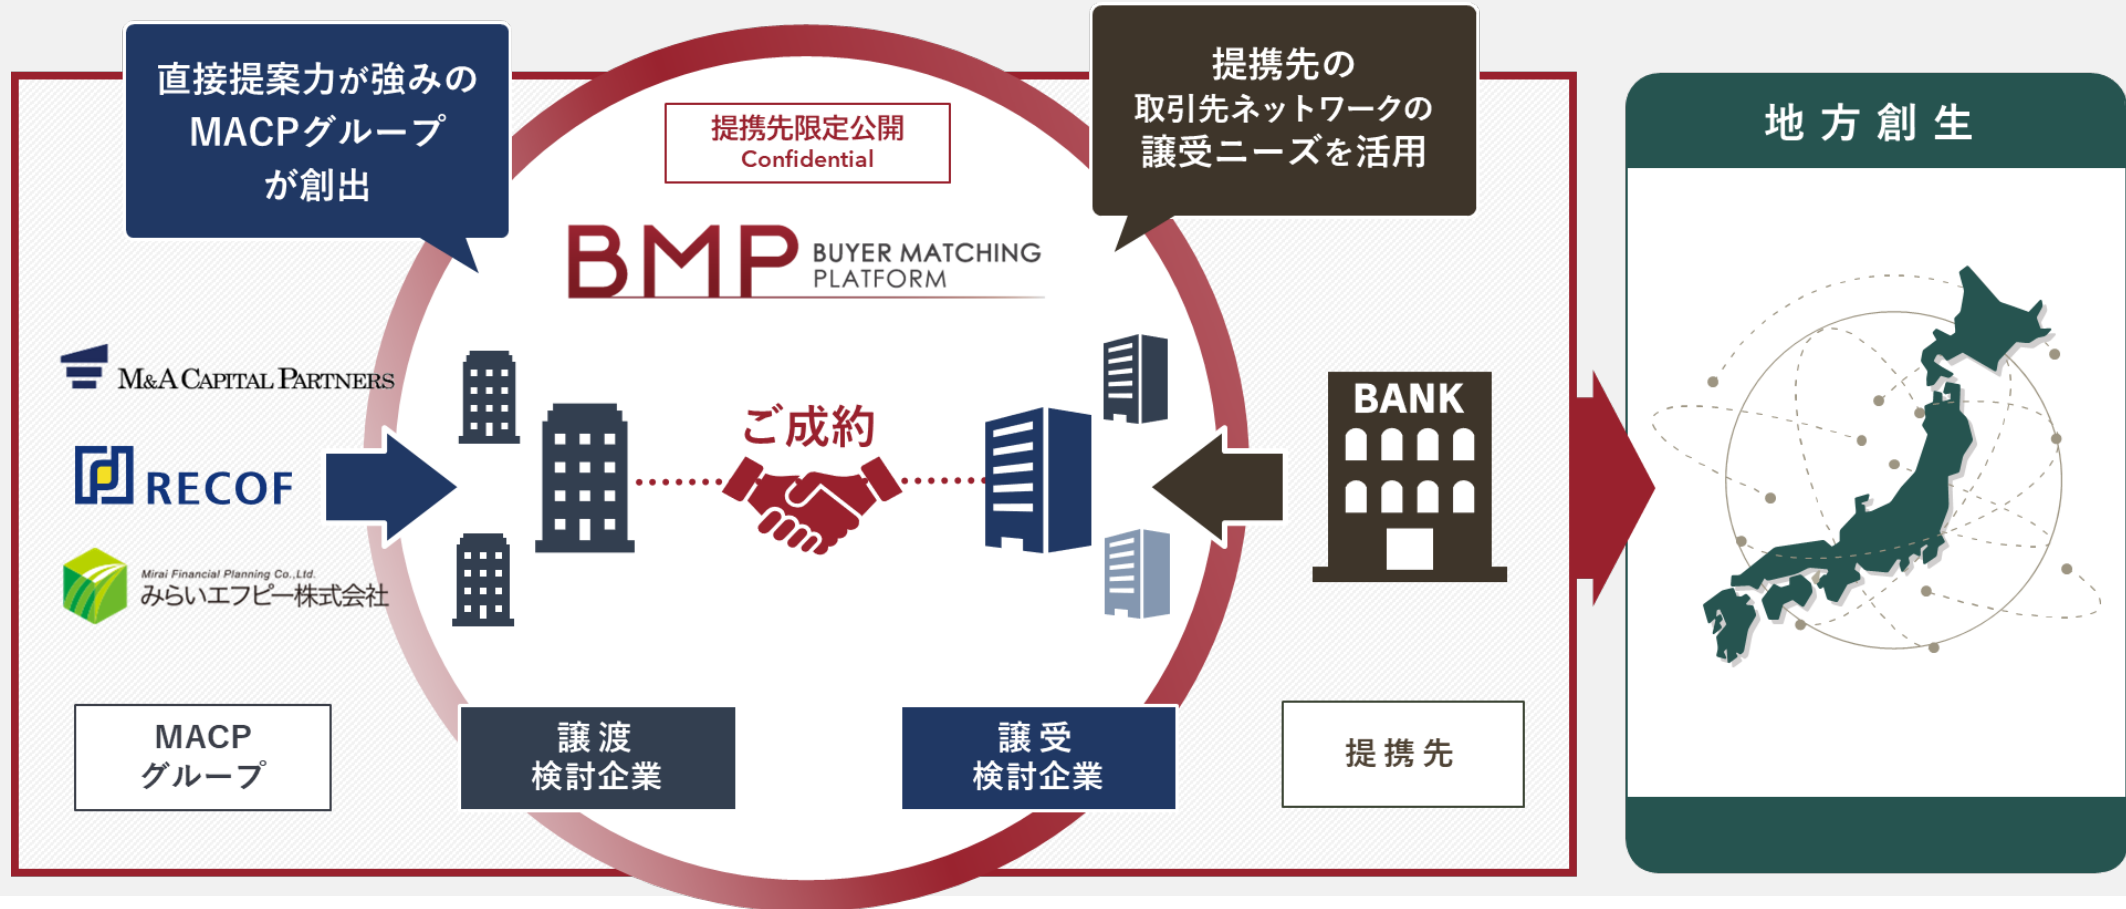 直接提案力が強みの
MACPグループ
が創出
提携先限定公開
Confidential
提携先の
取引先ネットワークの
譲受ニーズを活用
地方創生
BMP BUYER MATCHING
PLATFORM
M&A CAPITAL PARTNERS
RECOF
Mirai Financial Planning Co.,Ltd.
みらいエフピー株式会社
ご成約
BANK
MACP
グループ
譲渡
検討企業
譲受
検討企業
提携先